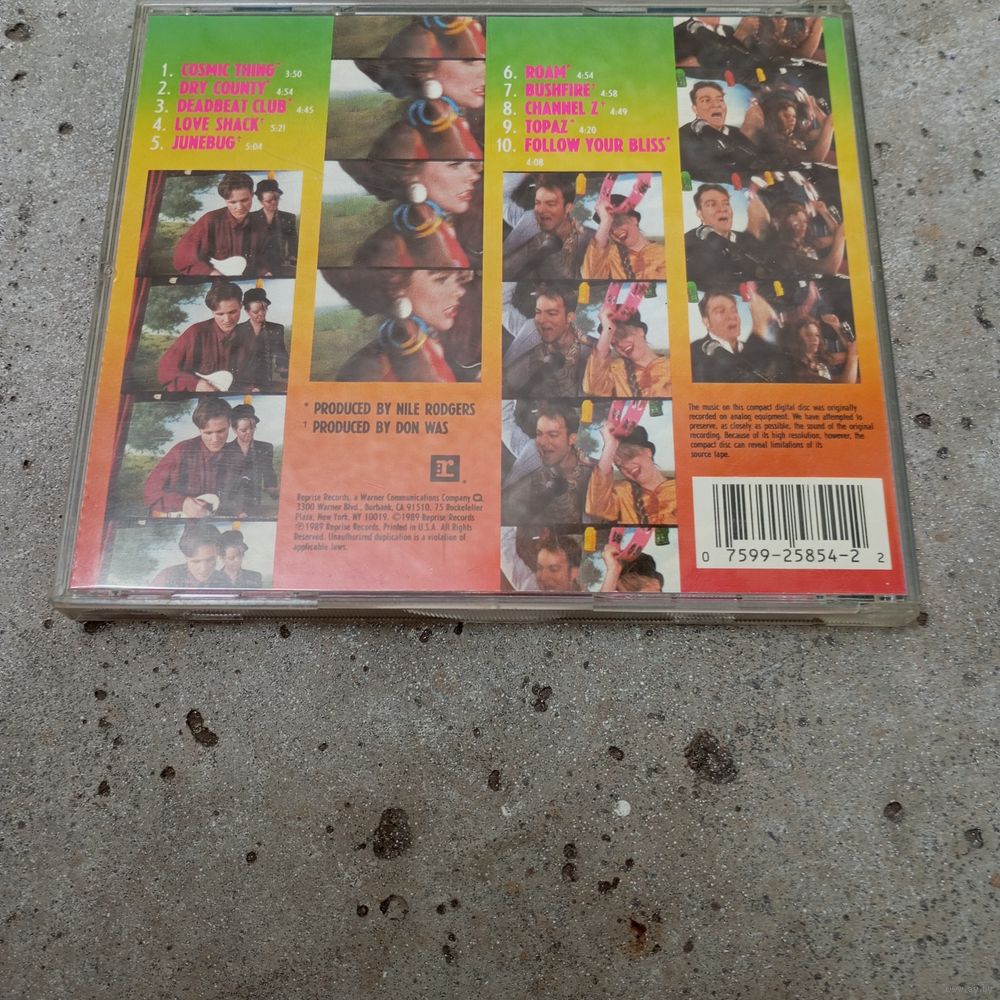 1. COSMIC THING* 3:50
2. DRY COUNTY* 4:54
3. DEADBEAT CLUB* 4:45
4. LOVE SHACK† 5:21
5. JUNEBUG† 5:04
6. ROAM* 4:54
7. BUSHFIRE† 4:58
8. CHANNEL Z† 4:49
9. TOPAZ* 4:20
10. FOLLOW YOUR BLISS*
4:08
* PRODUCED BY NILE RODGERS
† PRODUCED BY DON WAS
r
Reprise Records, a Warner Communications Company
3300 Warner Blvd., Burbank, CA 91510, 75 Rockefeller
Plaza, New York, NY 10019. ©1989 Reprise Records
℗1989 Reprise Records. Printed in U.S.A. All Rights
Reserved. Unauthorized duplication is a violation of
applicable laws.
The music on this compact digital disc was originally
recorded on analog equipment. We have attempted to
preserve, as closely as possible, the sound of the original
recording. Because of its high resolution, however, the
compact disc can reveal limitations of its
source tape.
0 7599-25854-2 2